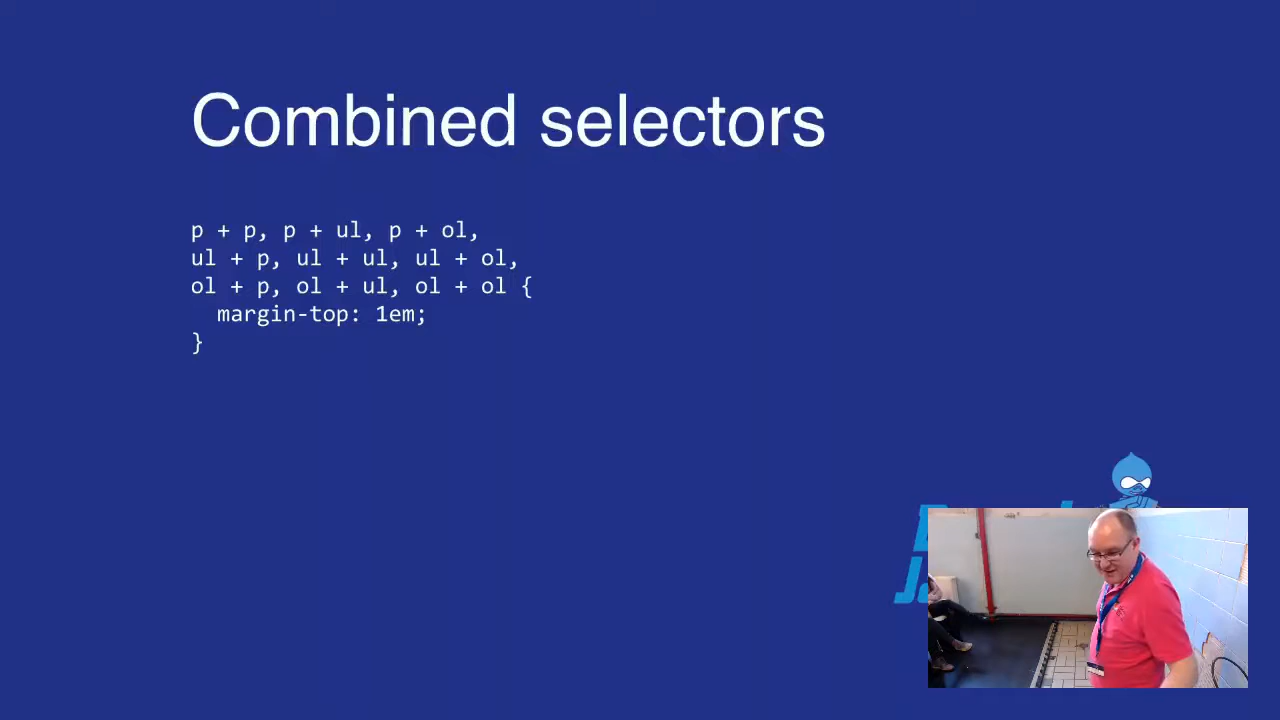 Combined selectors
p + p, p + ul, p + ol,
ul + p, ul + ul, ul + ol,
ol + p, ol + ul, ol + ol {
  margin-top: 1em;
}